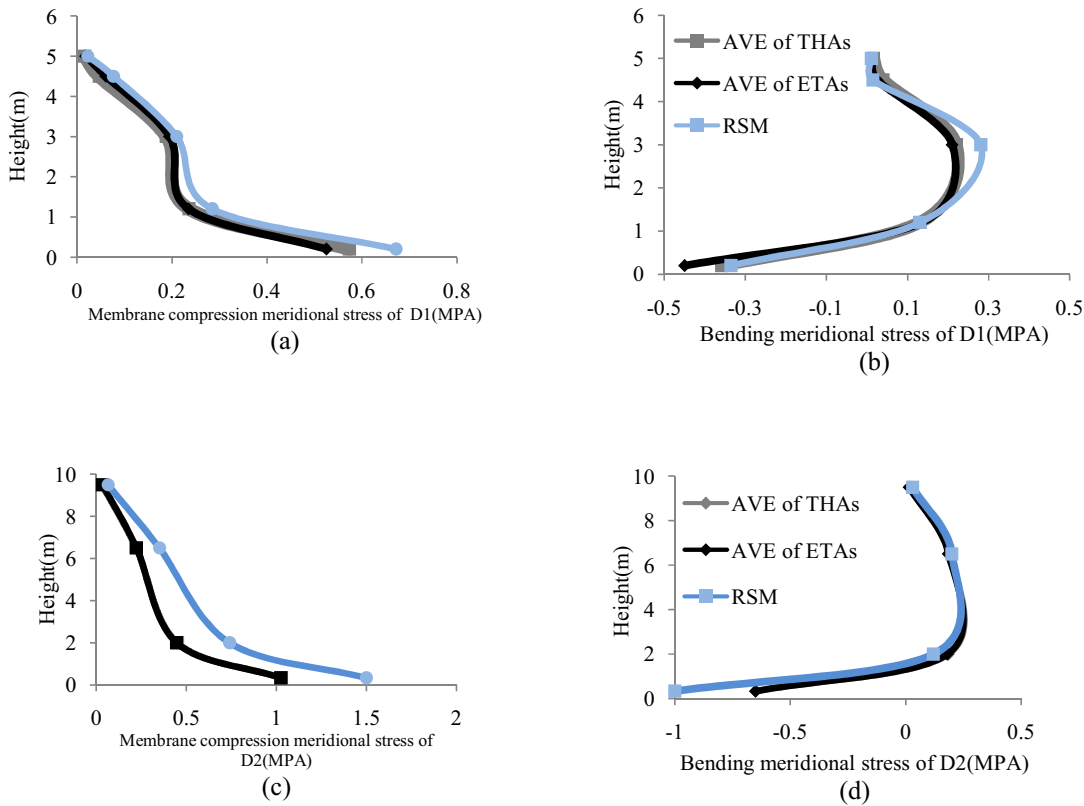 6
5
4
3
2
1
0
Height(m)
0
0.2
0.4
0.6
0.8
Membrane compression meridional stress of D1(MPA)
(a)
6
5
4
3
2
1
0
Height(m)
AVE of THAs
AVE of ETAs
RSM
-0.5
-0.3
-0.1
0.1
0.3
0.5
Bending meridional stress of D1(MPA)
(b)
10
8
6
4
2
0
Height(m)
0
0.5
1
1.5
2
Membrane compression meridional stress of
D2(MPA)
(c)
10
8
6
4
2
0
Height(m)
AVE of THAs
AVE of ETAs
RSM
-1
-0.5
0
0.5
Bending meridional stress of D2(MPA)
(d)